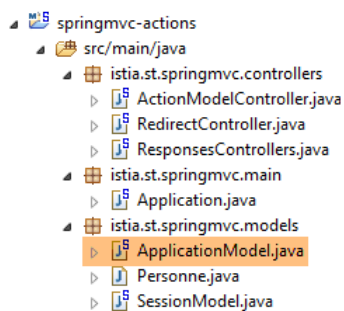 springmvc-actions
src/main/java
istia.st.springmvc.controllers
ActionModelController.java
RedirectController.java
ResponsesControllers.java
istia.st.springmvc.main
Application.java
istia.st.springmvc.models
ApplicationModel.java
Personne.java
SessionModel.java